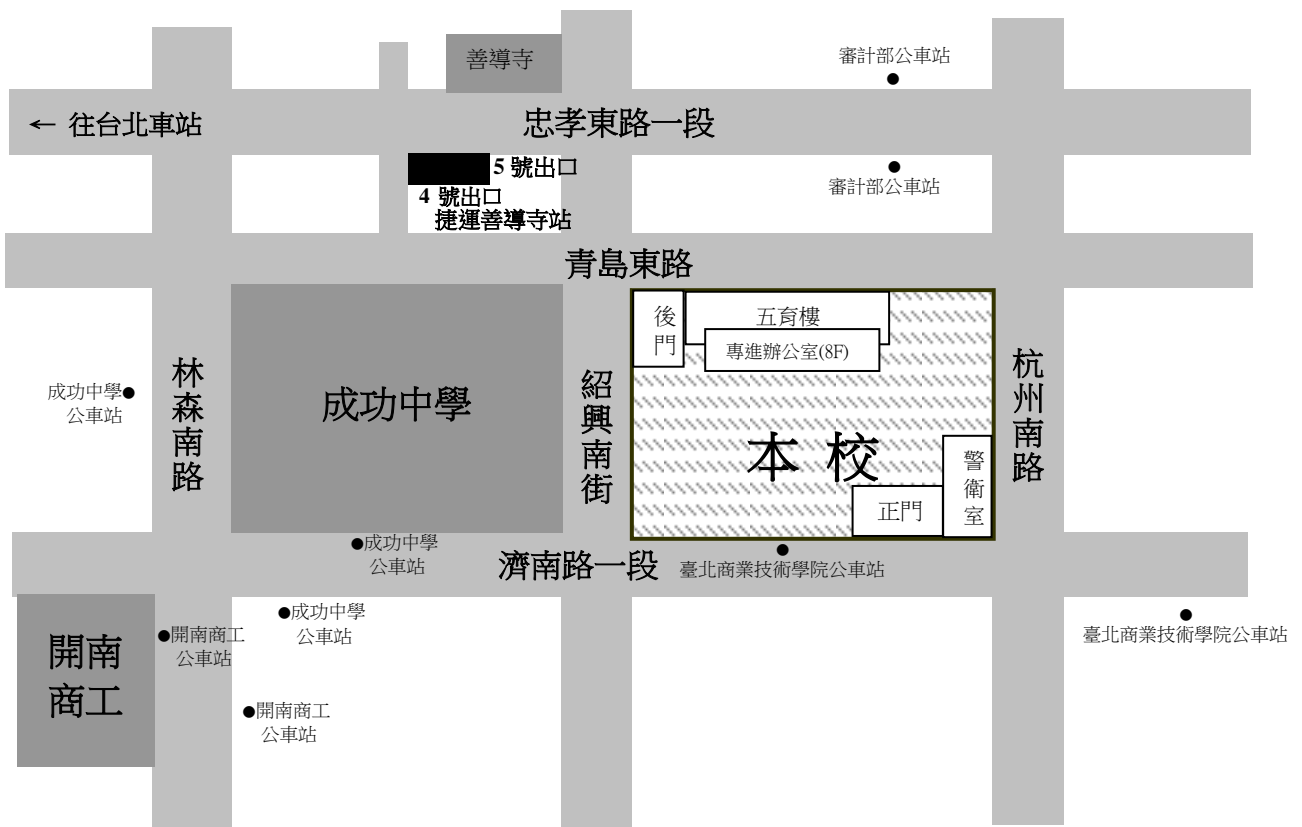 善導寺
審計部公車站
← 往台北車站
忠孝東路一段
5 號出口
審計部公車站
4 號出口
捷運善導寺站
青島東路
後門
五育樓
專進辦公室(8F)
林森南路
成功中學
公車站
成功中學
紹興南街
本 校
杭州南路
警衛室
正門
成功中學
公車站
濟南路一段
臺北商業技術學院公車站
成功中學
公車站
臺北商業技術學院公車站
開南
商工
開南商工
公車站
開南商工
公車站